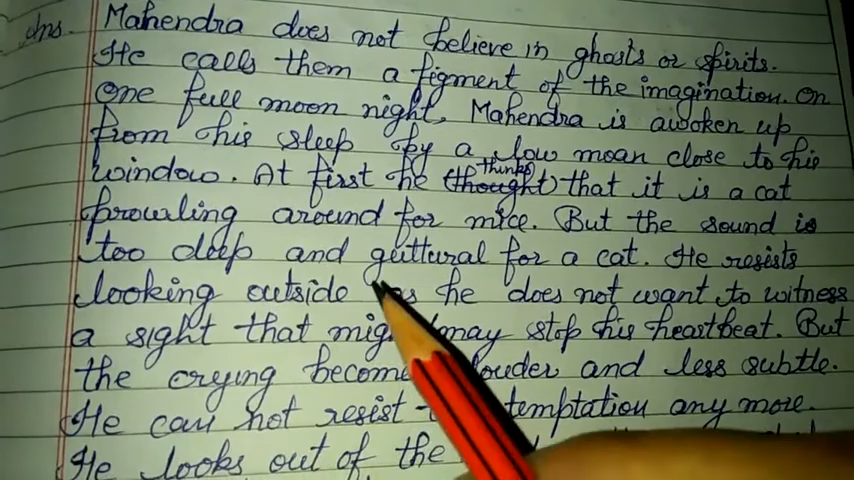 Ans. Mahendra does not believe in ghosts or spirits.
He calls them a figment of the imagination. On
One full moon night, Mahendra is awoken up
from his sleep by a low moan close to his
window. At first he (thought) thinks that it is a cat
prowling around for mice. But the sound is
too deep and guttural for a cat. He resists
looking outside as he does not want to witness
a sight that may stop his heartbeat. But
the crying become louder and less subtle.
He can not resist temptation any more.
He looks out of the